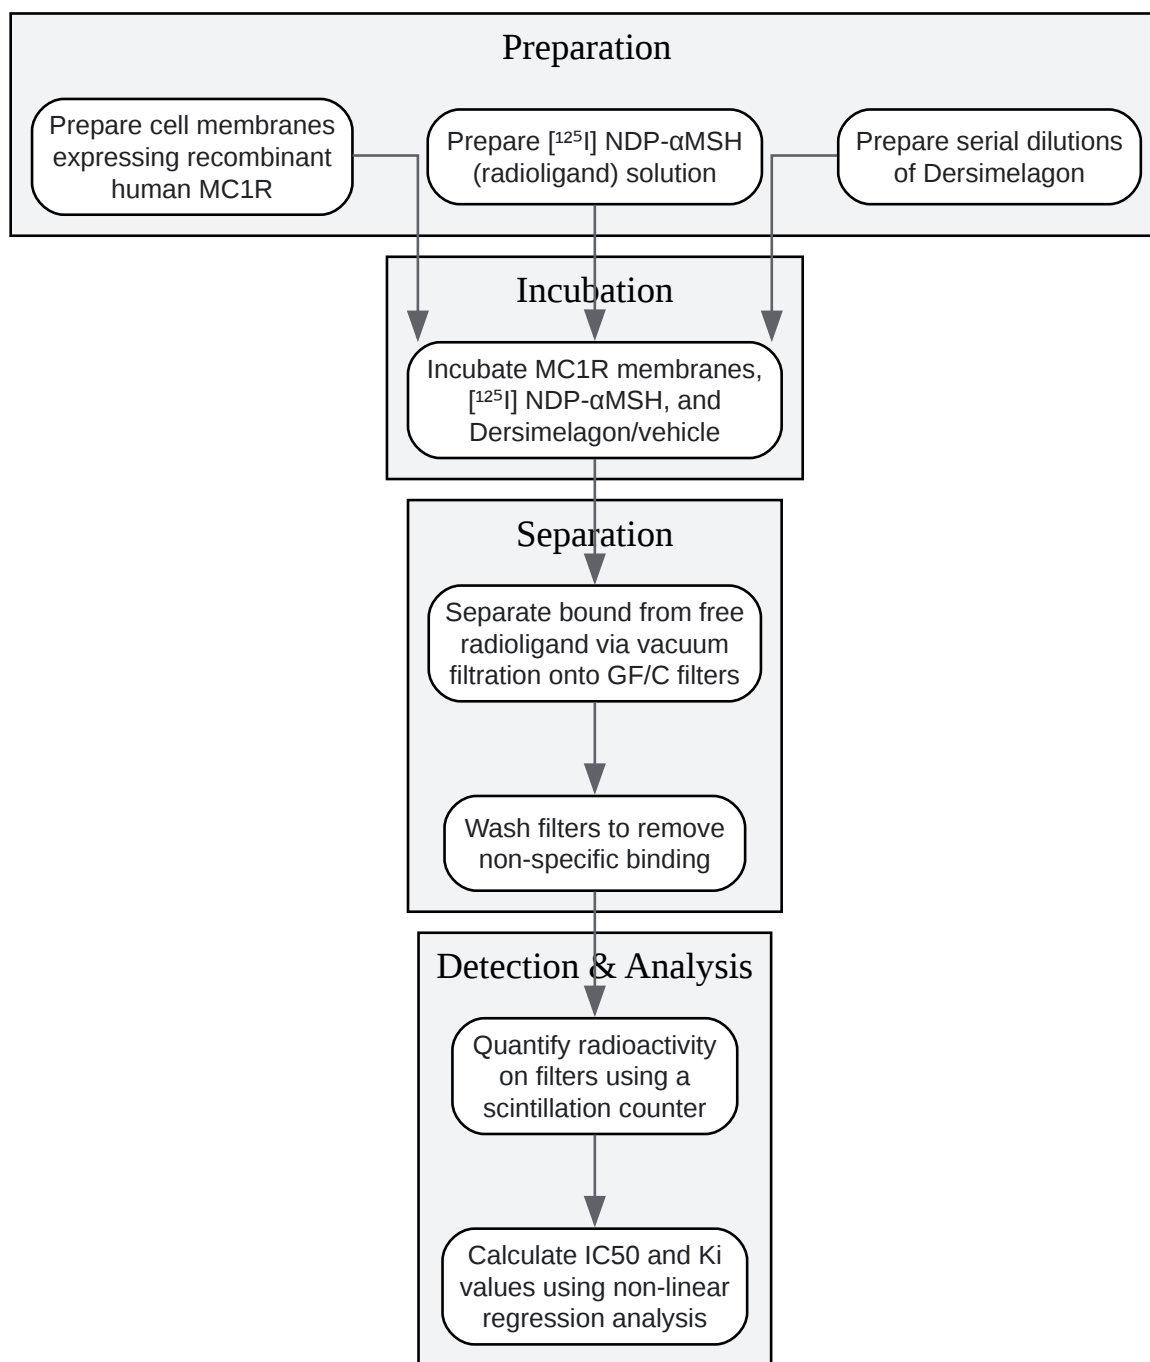 Preparation
Prepare cell membranes
expressing recombinant
human MC1R
Prepare [¹²⁵I] NDP-αMSH
(radioligand) solution
Prepare serial dilutions
of Dersimelagon
Incubation
Incubate MC1R membranes,
[¹²⁵I] NDP-αMSH, and
Dersimelagon/vehicle
Separation
Separate bound from free
radioligand via vacuum
filtration onto GF/C filters
Wash filters to remove
non-specific binding
Detection & Analysis
Quantify radioactivity
on filters using a
scintillation counter
Calculate IC50 and Ki
values using non-linear
regression analysis